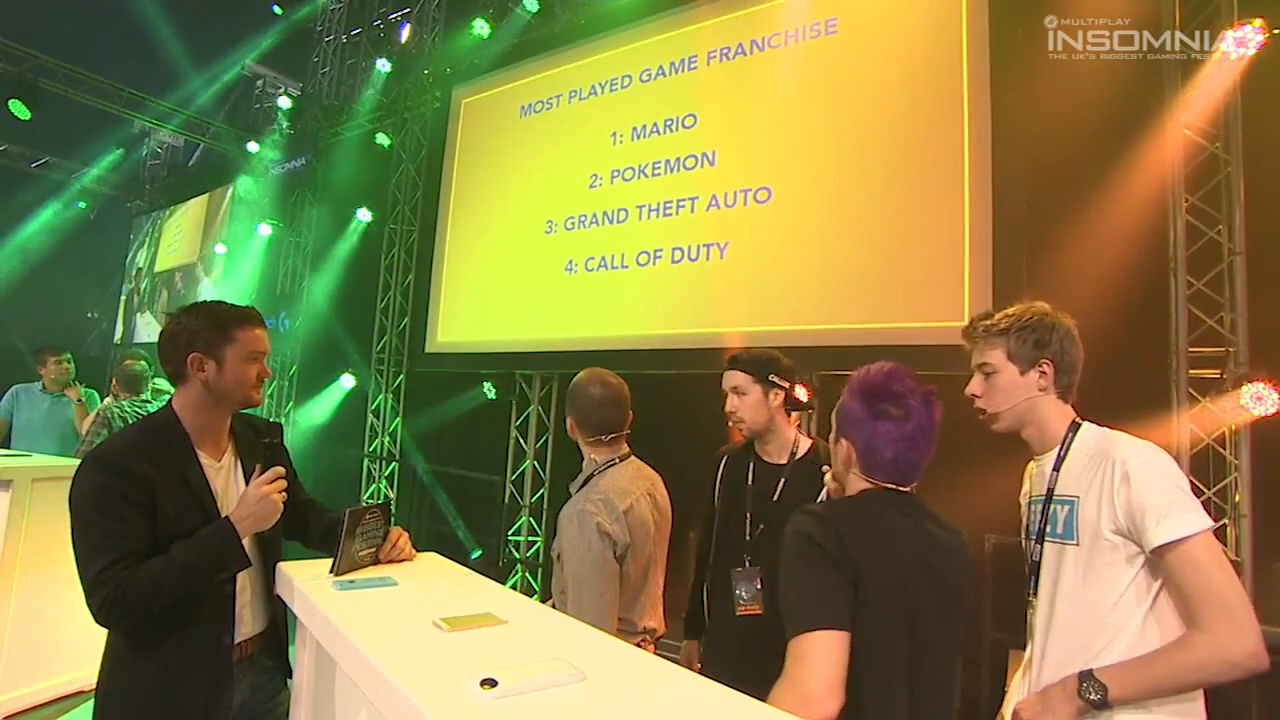 MULTIPLAY
INSOMNIA
THE UK'S BIGGEST GAMING FEST
MOST PLAYED GAME FRANCHISE
1: MARIO
2: POKEMON
3: GRAND THEFT AUTO
4: CALL OF DUTY
INSOMNIA